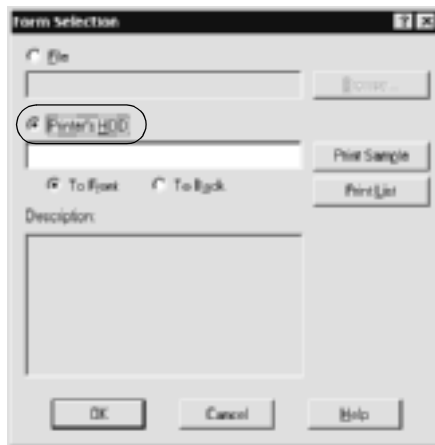 Form Selection
File
Browse...
Printer's HDD
Print Sample
To Front To Back
Print List
Description:
OK Cancel Help